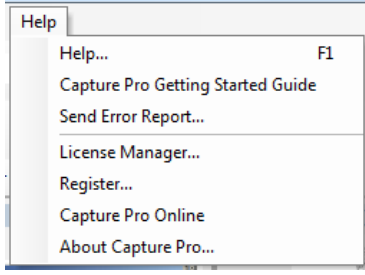 Help
Help... F1
Capture Pro Getting Started Guide
Send Error Report...
License Manager...
Register...
Capture Pro Online
About Capture Pro...